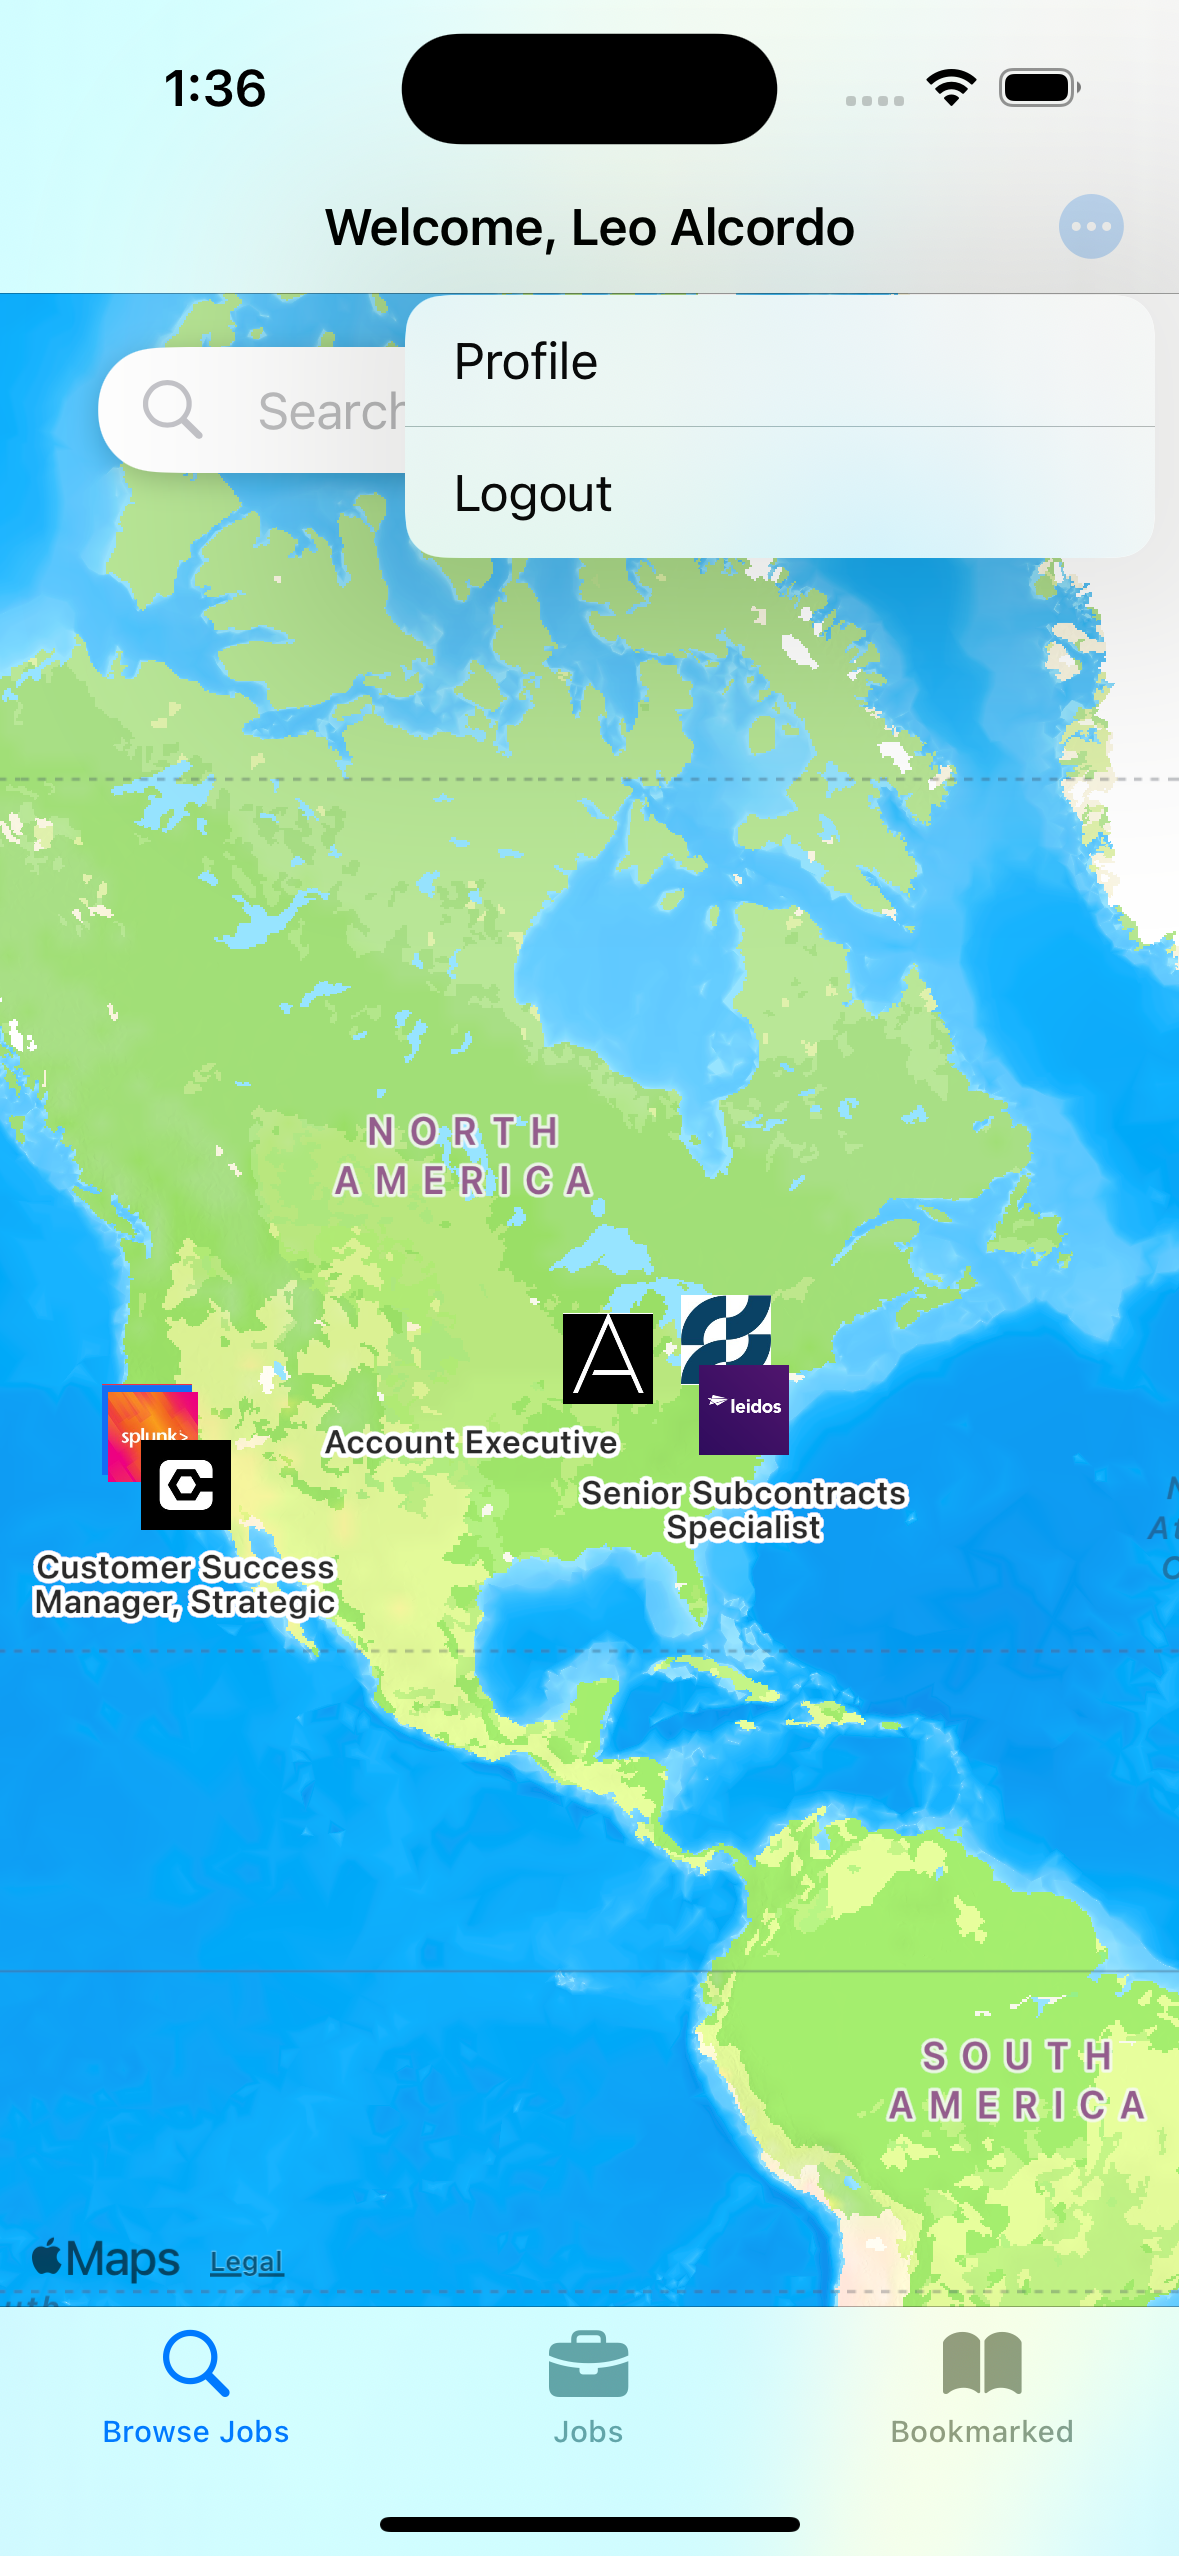 1:36
Welcome, Leo Alcordo
Profile
Search
Logout
NORTH
AMERICA
Account Executive
leidos
splunk>
Senior Subcontracts
Specialist
Customer Success
Manager, Strategic
SOUTH
AMERICA
Maps
Legal
Browse Jobs
Jobs
Bookmarked